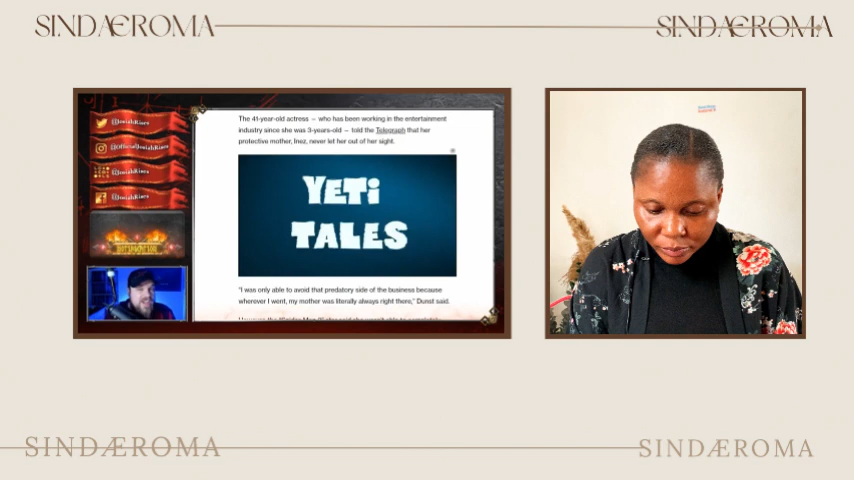 SINDÆROMA
SINDÆROMA
The 41-year-old actress – who has been working in the entertainment
industry since she was 3-years-old – told the Telegraph that her
protective mother, Inez, never let her out of her sight.
YETi
TALES
"I was only able to avoid that predatory side of the business because
wherever I went, my mother was literally always right there," Dunst said.
SINDÆROMA
SINDÆROMA